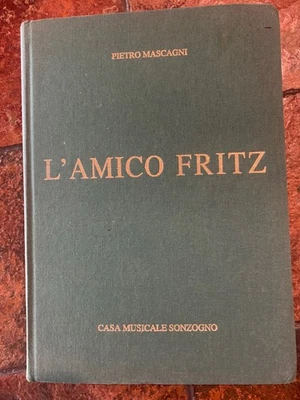 PIETRO MASCAGNI
L'AMICO FRITZ
CASA MUSICALE SONZOGNO